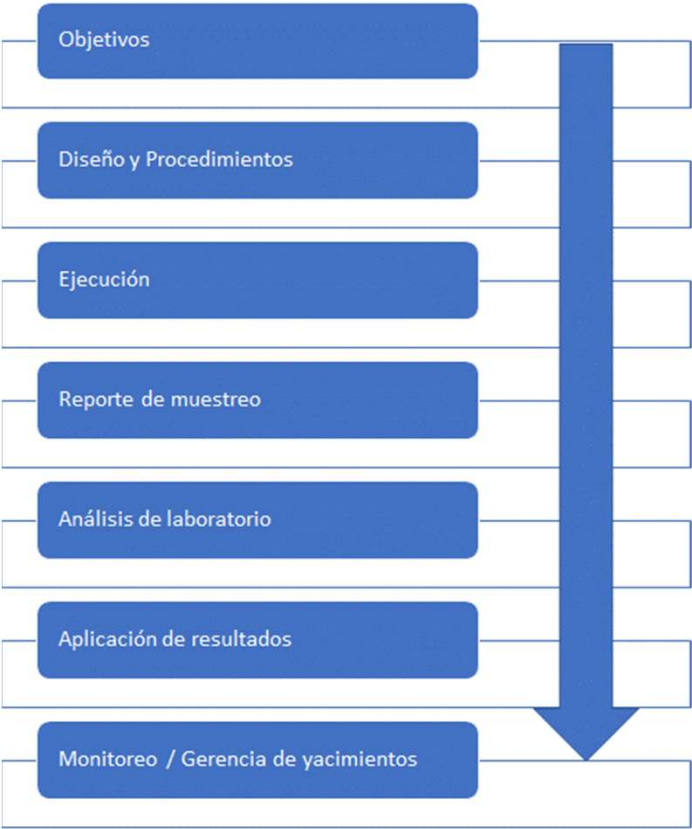 Objetivos
Diseño y Procedimientos
Ejecución
Reporte de muestreo
Análisis de laboratorio
Aplicación de resultados
Monitoreo / Gerencia de yacimientos